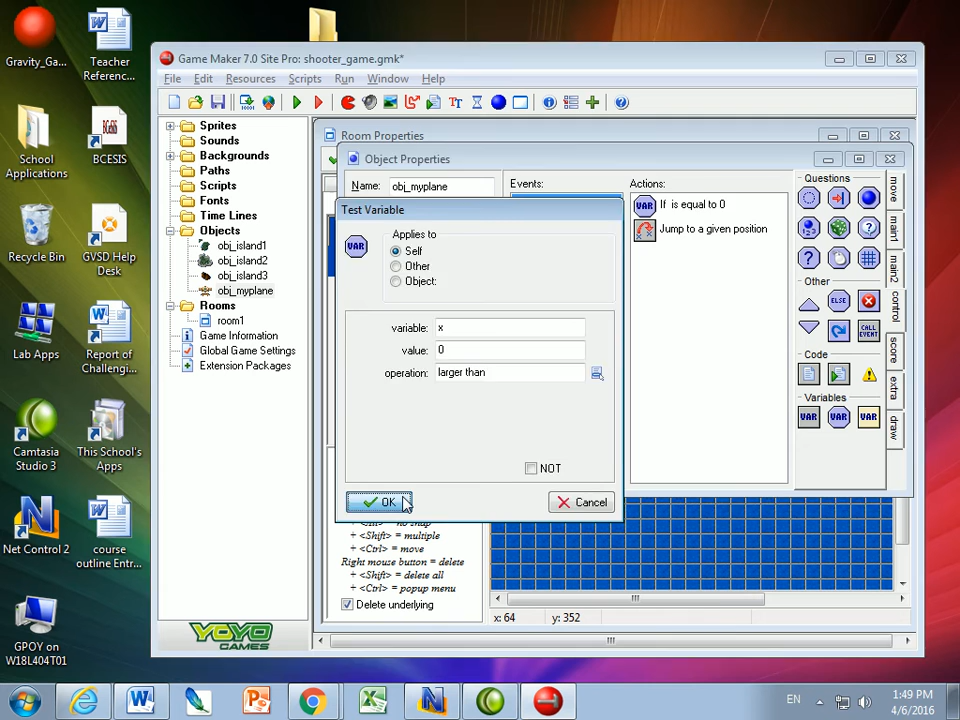 Gravity_Ga...
Teacher
Referenc...
School
Applications
BCESIS
Recycle Bin
GVSD Help
Desk
Lab Apps
Report of
Challengi...
Camtasia
Studio 3
This School's
Apps
Net Control 2
course
outline Entr...
GPOY on
W18L404T01
Game Maker 7.0 Site Pro: shooter_game.gmk*
File Edit Resources Scripts Run Window Help
Sprites
Sounds
Backgrounds
Paths
Scripts
Fonts
Time Lines
Objects
obj_island1
obj_island2
obj_island3
obj_myplane
Rooms
room1
Game Information
Global Game Settings
Extension Packages
YOYO
GAMES
Room Properties
Object Properties
Name: obj_myplane
Events:
Actions:
If is equal to 0
Jump to a given position
Test Variable
Applies to
Self
Other
Object:
variable: x
value: 0
operation: larger than
NOT
OK
Cancel
+ <Shift> = multiple
+ <Ctrl> = move
Right mouse button = delete
+ <Shift> = delete all
+ <Ctrl> = popup menu
Delete underlying
x: 64 y: 352
Questions
Other
ELSE
CALL
EVENT
Code
Variables
VAR VAR VAR
move
main1
main2
control
score
extra
draw
EN
1:49 PM
4/6/2016